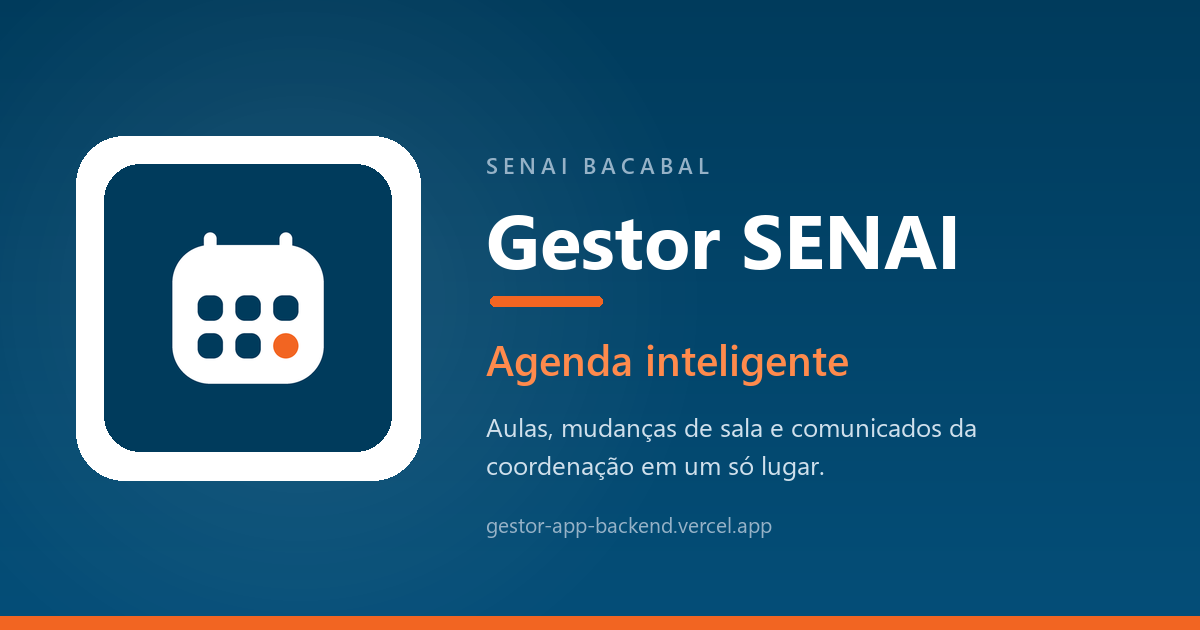 SENAI BACABAL
Gestor SENAI
Agenda inteligente
Aulas, mudanças de sala e comunicados da
coordenação em um só lugar.
gestor-app-backend.vercel.app